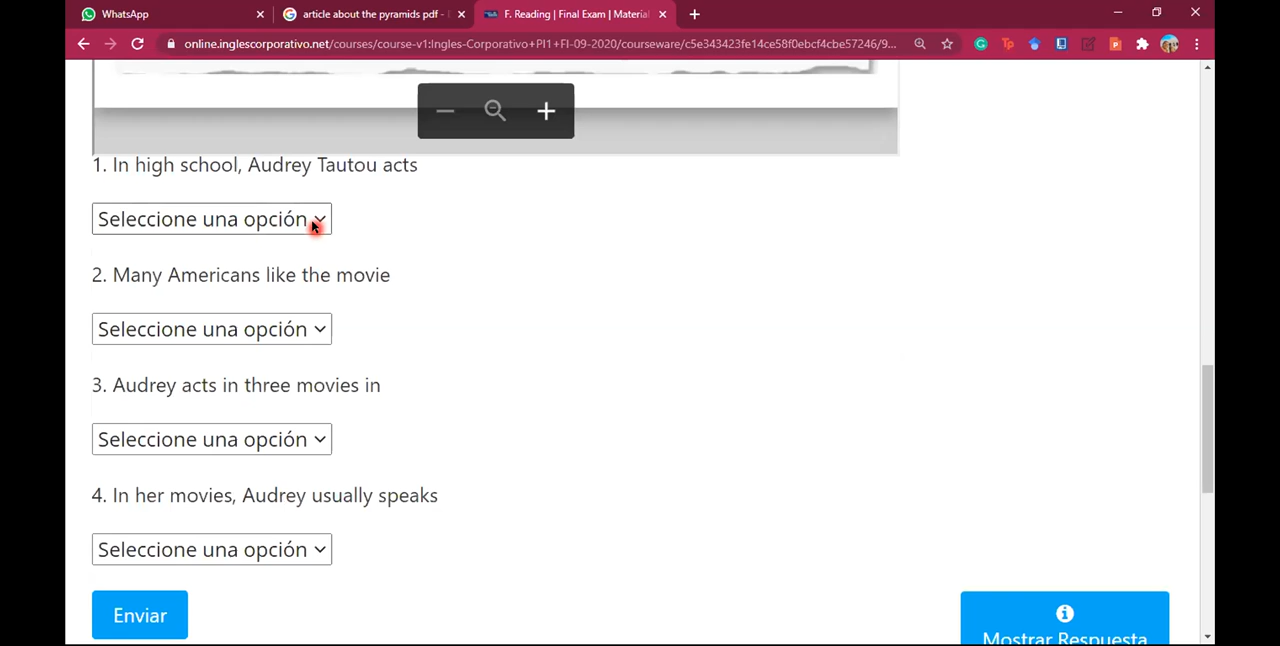 WhatsApp
article about the pyramids pdf -
F. Reading | Final Exam | Material
online.inglescorporativo.net/courses/course-v1:Ingles-Corporativo+PI1+FI-09-2020/courseware/c5e343423fe14ce58f0ebcf4cbe57246/9...
1. In high school, Audrey Tautou acts
Seleccione una opción
2. Many Americans like the movie
Seleccione una opción
3. Audrey acts in three movies in
Seleccione una opción
4. In her movies, Audrey usually speaks
Seleccione una opción
Enviar
Mostrar Respuesta